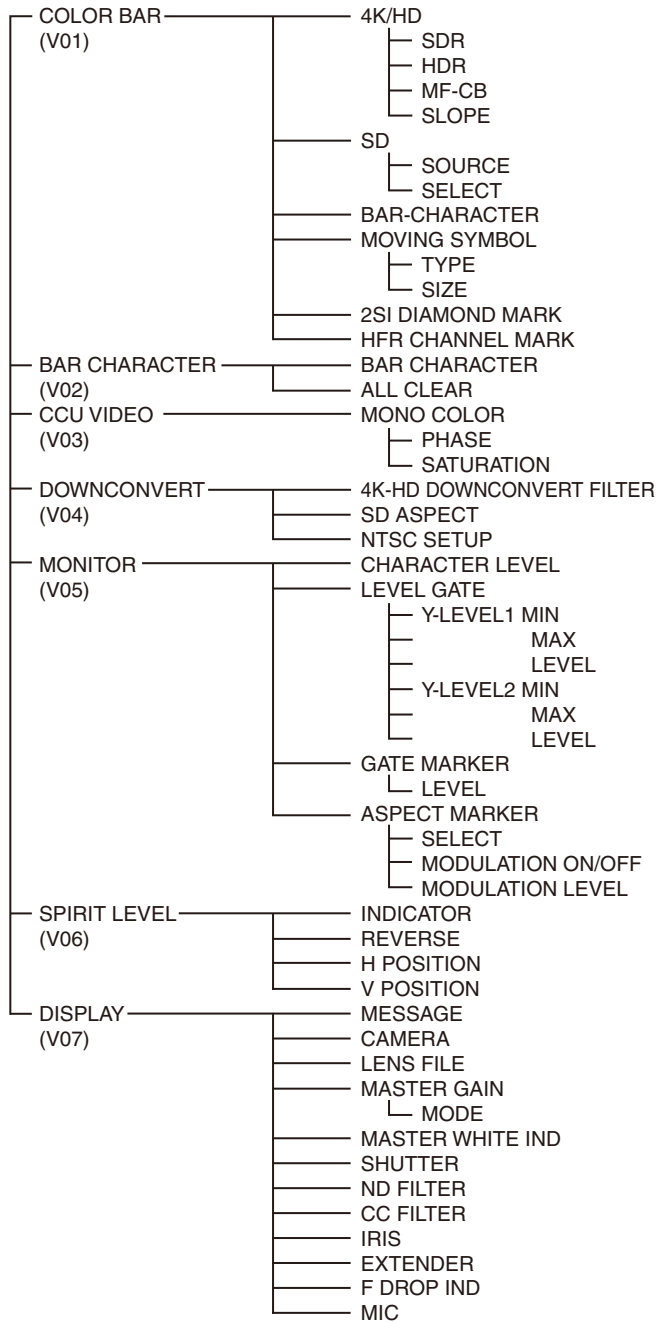 COLOR BAR 4K/HD
(V01) SDR
HDR
MF-CB
SLOPE
SD
SOURCE
SELECT
BAR-CHARACTER
MOVING SYMBOL
TYPE
SIZE
2SI DIAMOND MARK
HFR CHANNEL MARK
BAR CHARACTER BAR CHARACTER
(V02) ALL CLEAR
CCU VIDEO MONO COLOR
(V03) PHASE
SATURATION
DOWNCONVERT 4K-HD DOWNCONVERT FILTER
(V04) SD ASPECT
NTSC SETUP
MONITOR CHARACTER LEVEL
(V05) LEVEL GATE
Y-LEVEL1 MIN
MAX
LEVEL
Y-LEVEL2 MIN
MAX
LEVEL
GATE MARKER
LEVEL
ASPECT MARKER
SELECT
MODULATION ON/OFF
MODULATION LEVEL
SPIRIT LEVEL INDICATOR
(V06) REVERSE
H POSITION
V POSITION
DISPLAY MESSAGE
(V07) CAMERA
LENS FILE
MASTER GAIN
MODE
MASTER WHITE IND
SHUTTER
ND FILTER
CC FILTER
IRIS
EXTENDER
F DROP IND
MIC